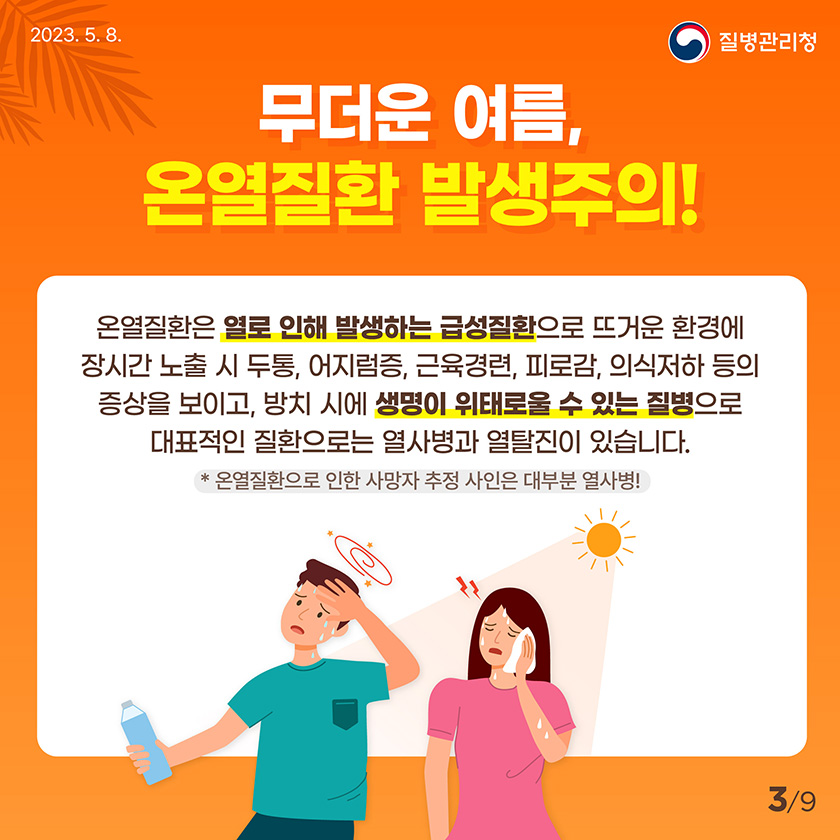 2023. 5. 8.
질병관리청
무더운 여름,
온열질환 발생주의!
온열질환은 열로 인해 발생하는 급성질환으로 뜨거운 환경에
장시간 노출 시 두통, 어지럼증, 근육경련, 피로감, 의식저하 등의
증상을 보이고, 방치 시에 생명이 위태로울 수 있는 질병으로
대표적인 질환으로는 열사병과 열탈진이 있습니다.
* 온열질환으로 인한 사망자 추정 사인은 대부분 열사병!
3/9